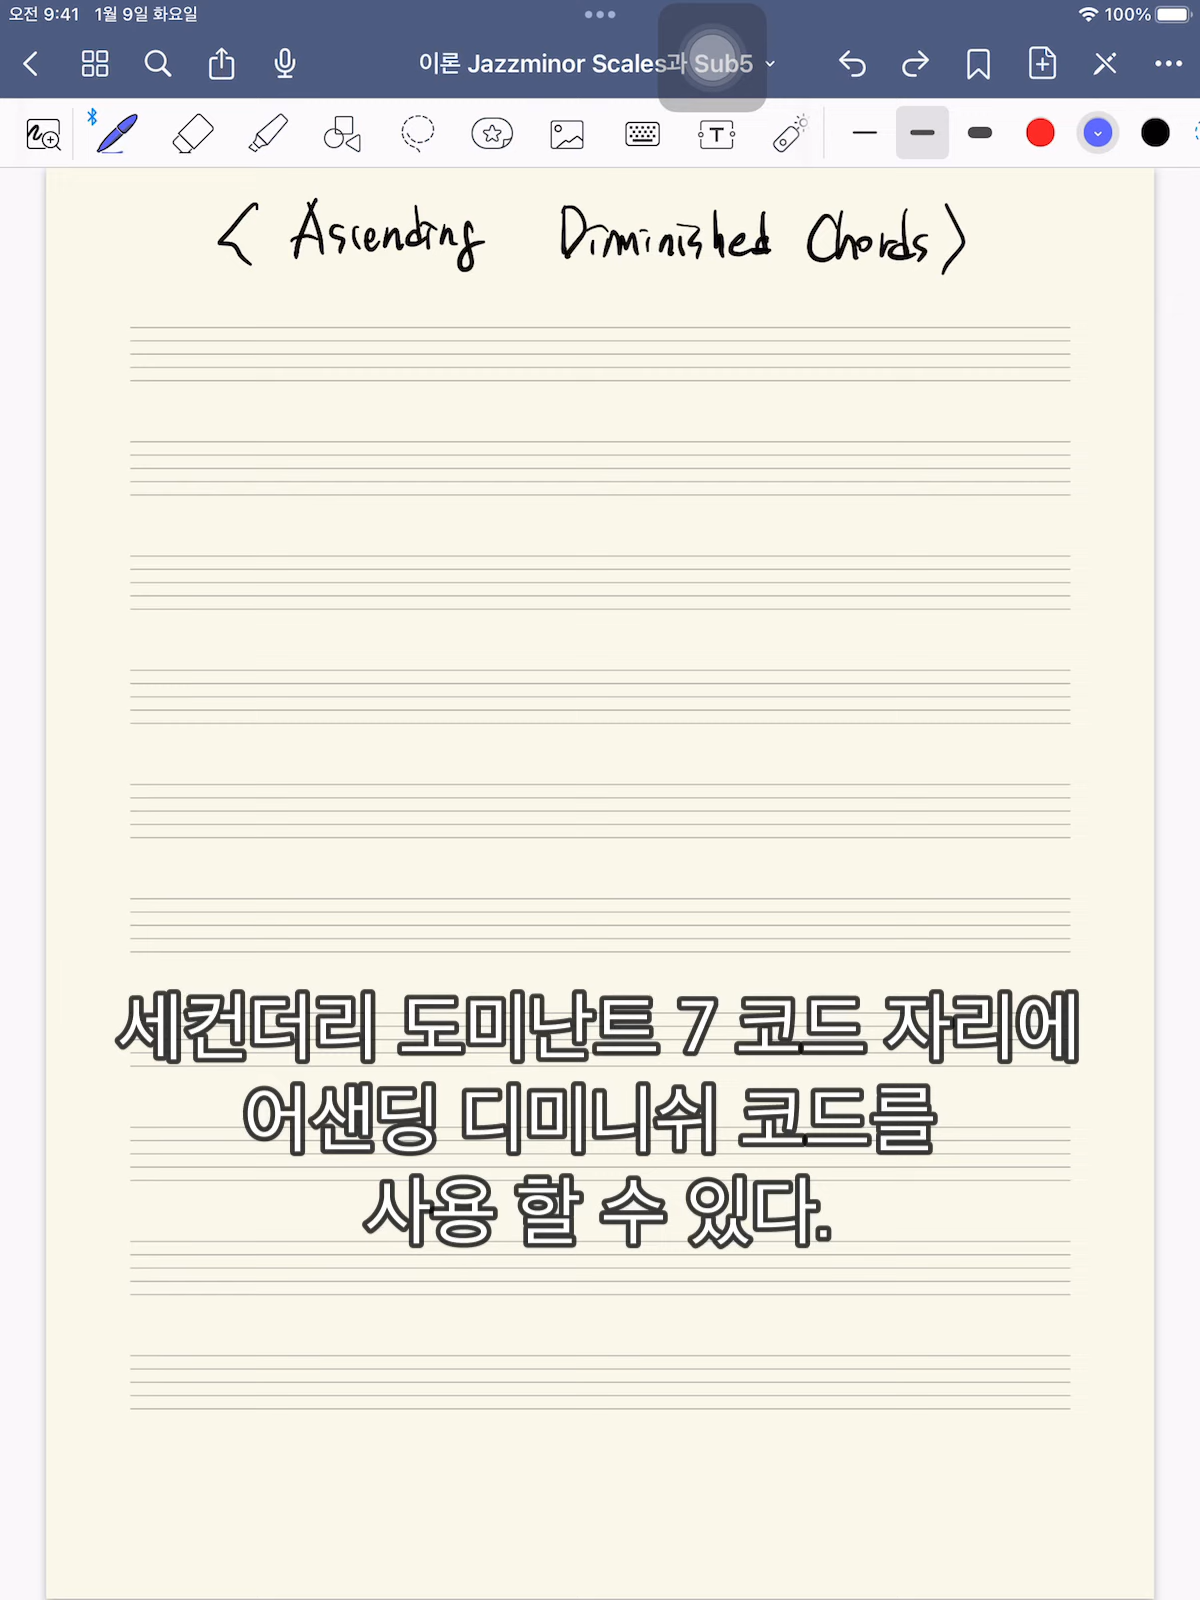 오전 9:41 1월 9일 화요일
100%
이론 Jazzminor Scales과 Sub5
T
< Ascending Diminished Chords >
세컨더리 도미난트 7 코드 자리에
어샌딩 디미니쉬 코드를
사용 할 수 있다.